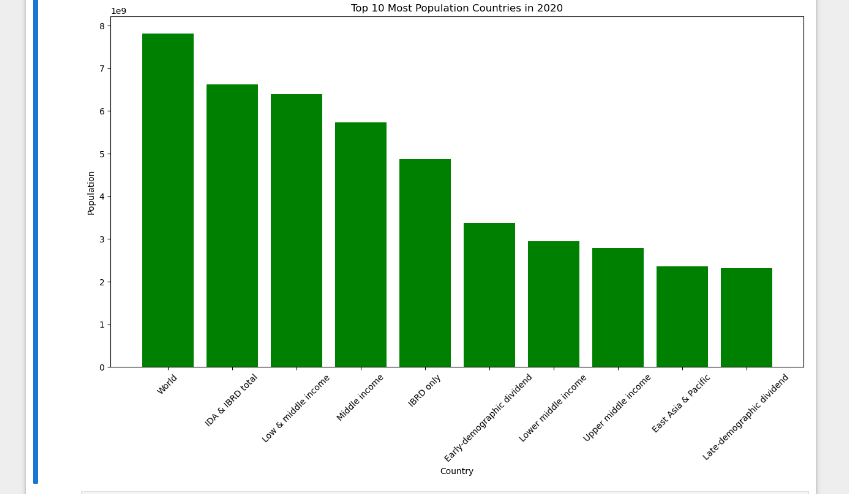 Top 10 Most Population Countries in 2020
1e9
8
7
6
5
4
3
2
1
0
Population
World
IDA & IBRD total
Low & middle income
Middle income
IBRD only
Early-demographic dividend
Lower middle income
Upper middle income
East Asia & Pacific
Late-demographic dividend
Country